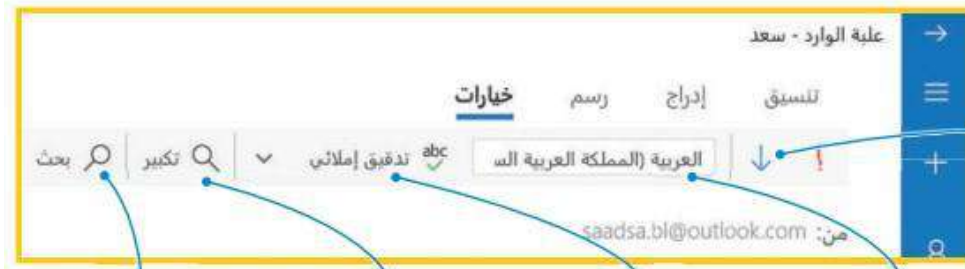 علبة الوارد - سعد
تنسيق إدراج رسم خيارات
! العربية (المملكة العربية الس abc تدقيق إملائي تكبير بحث
من: saadsa.bl@outlook.com